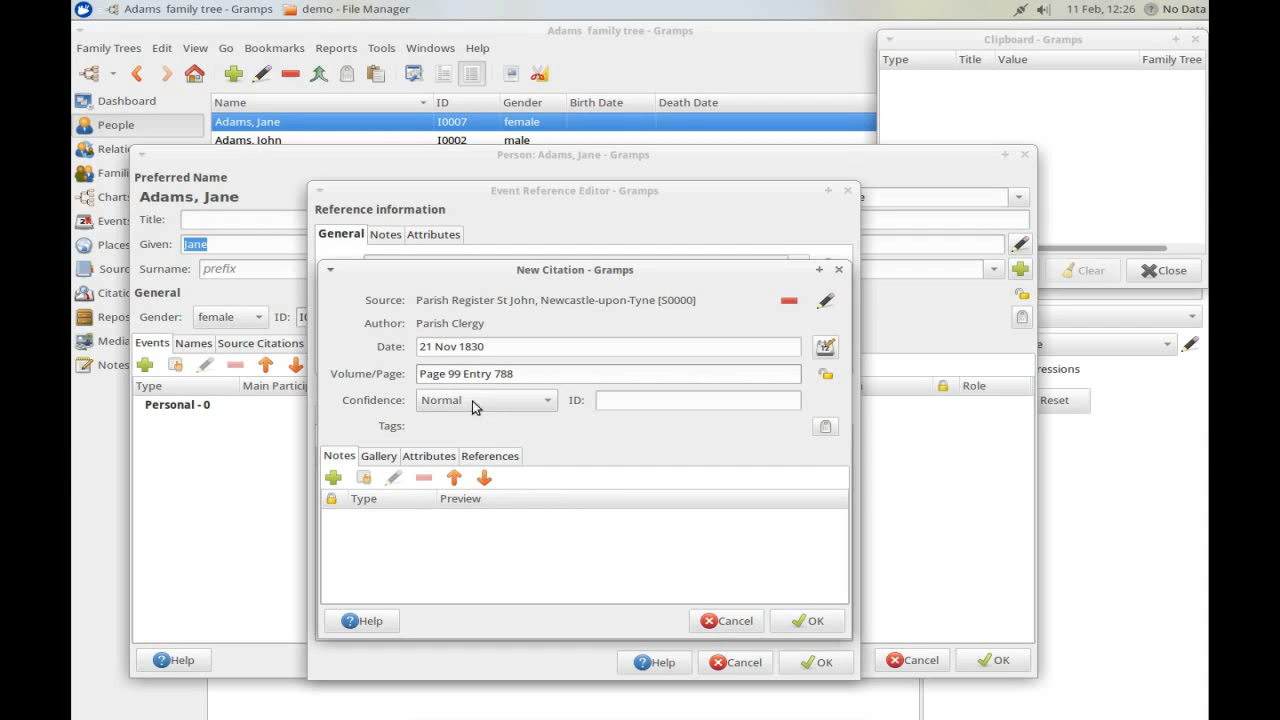 Adams family tree - Gramps demo - File Manager 11 Feb, 12:26 No Data
Adams family tree - Gramps
Clipboard - Gramps
Family Trees Edit View Go Bookmarks Reports Tools Windows Help
Type Title Value Family Tree
Dashboard
Name ID Gender Birth Date Death Date
People
Adams, Jane I0007 female
Adams, John I0002 male
Person: Adams, Jane - Gramps
Preferred Name
Adams, Jane
Title:
Given: Jane
Surname: prefix
General
Gender: female ID:
Events Names Source Citations
Type Main Partici
Role
Personal - 0
Clear Close
Reset
Charts
Events
Places
Media
Notes
Event Reference Editor - Gramps
Reference information
General Notes Attributes
New Citation - Gramps
Source: Parish Register St John, Newcastle-upon-Tyne [S0000]
Author: Parish Clergy
Date: 21 Nov 1830
Volume/Page: Page 99 Entry 788
Confidence: Normal ID:
Tags:
Notes Gallery Attributes References
Type Preview
Help Cancel OK
Help Cancel OK
Help Cancel OK